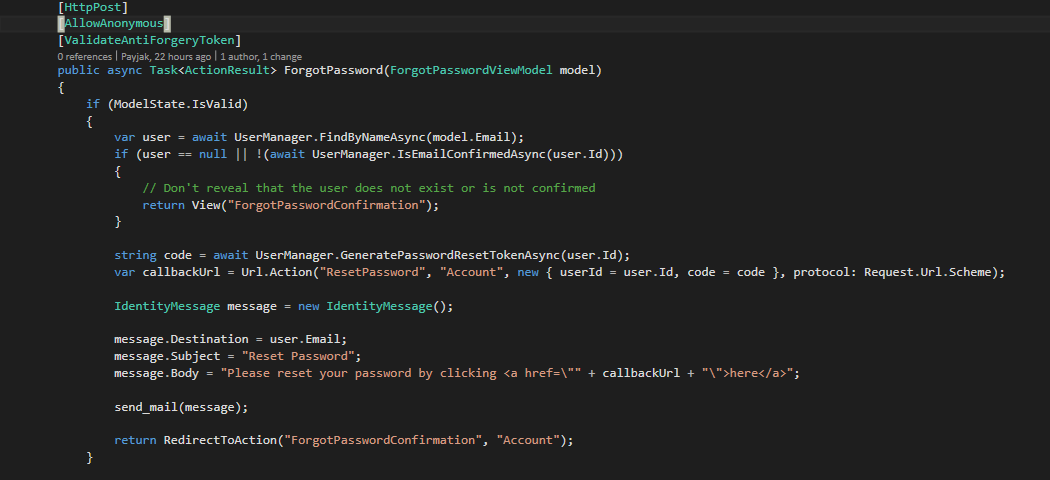 [HttpPost]
[AllowAnonymous]
[ValidateAntiForgeryToken]
0 references | Payjak, 22 hours ago | 1 author, 1 change
public async Task<ActionResult> ForgotPassword(ForgotPasswordViewModel model)
{
if (ModelState.IsValid)
{
var user = await UserManager.FindByNameAsync(model.Email);
if (user == null || !(await UserManager.IsEmailConfirmedAsync(user.Id)))
{
// Don't reveal that the user does not exist or is not confirmed
return View("ForgotPasswordConfirmation");
}
string code = await UserManager.GeneratePasswordResetTokenAsync(user.Id);
var callbackUrl = Url.Action("ResetPassword", "Account", new { userId = user.Id, code = code }, protocol: Request.Url.Scheme);
IdentityMessage message = new IdentityMessage();
message.Destination = user.Email;
message.Subject = "Reset Password";
message.Body = "Please reset your password by clicking <a href=\"" + callbackUrl + "\">here</a>";
send_mail(message);
return RedirectToAction("ForgotPasswordConfirmation", "Account");
}